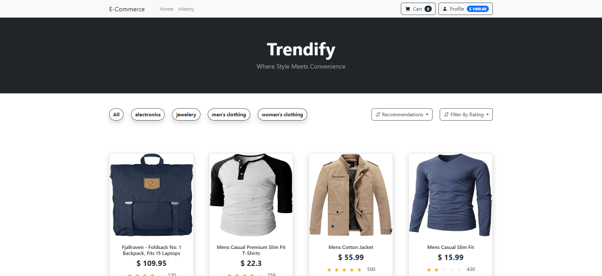 E-Commerce Home History Cart 0 Profile $ 1000.00
Trendify
Where Style Meets Convenience
All electronics jewelery men's clothing women's clothing Recommendations Filter By Rating
Fjallraven - Foldsack No. 1 Backpack, Fits 15 Laptops
$ 109.95
120
Mens Casual Premium Slim Fit T-Shirts
$ 22.3
259
Mens Cotton Jacket
$ 55.99
500
Mens Casual Slim Fit
$ 15.99
430